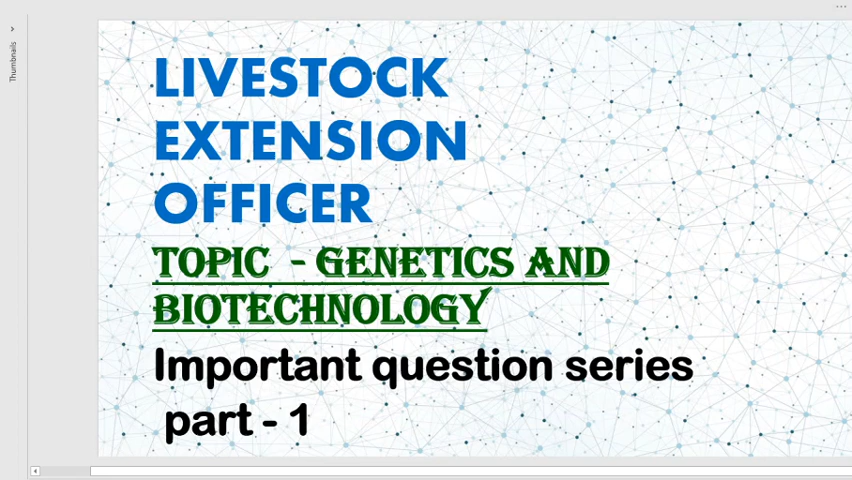 Thumbnails
LIVESTOCK
EXTENSION
OFFICER
TOPIC - GENETICS AND
BIOTECHNOLOGY
Important question series
part - 1